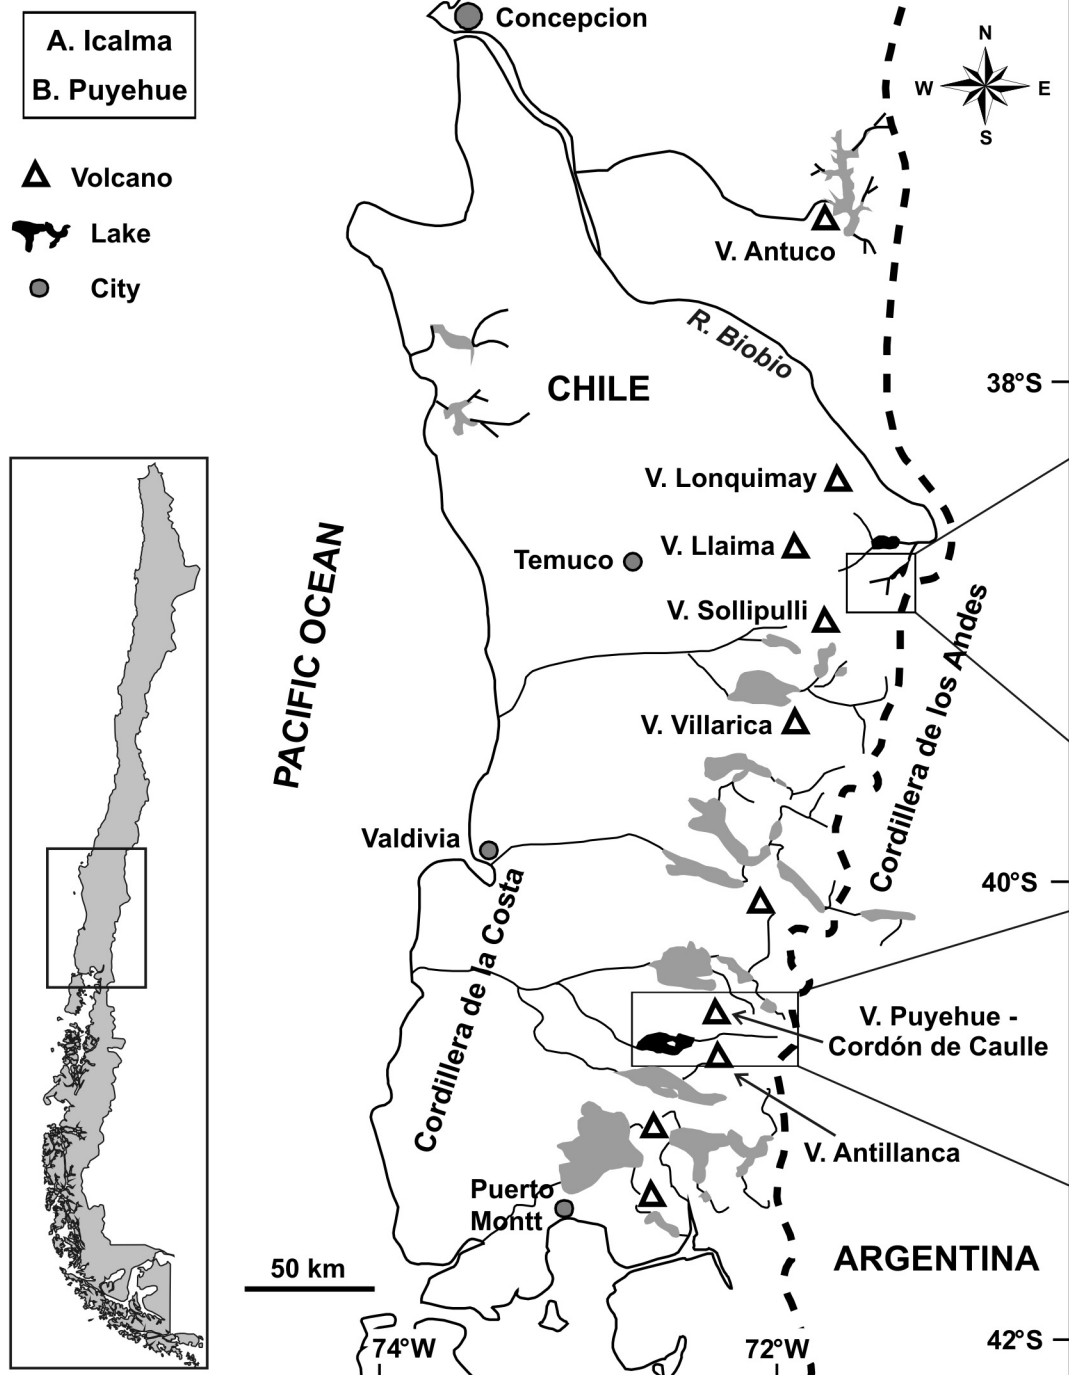 Concepcion
A. Icalma
B. Puyehue
N
W
E
S
Volcano
Lake
City
V. Antuco
R. Biobio
38°S
CHILE
V. Lonquimay
PACIFIC OCEAN
Temuco
V. Llaima
V. Sollipulli
Cordillera de los Andes
V. Villarica
Valdivia
40°S
Cordillera de la Costa
V. Puyehue -
Cordón de Caulle
V. Antillanca
Puerto
Montt
50 km
ARGENTINA
74°W
72°W
42°S